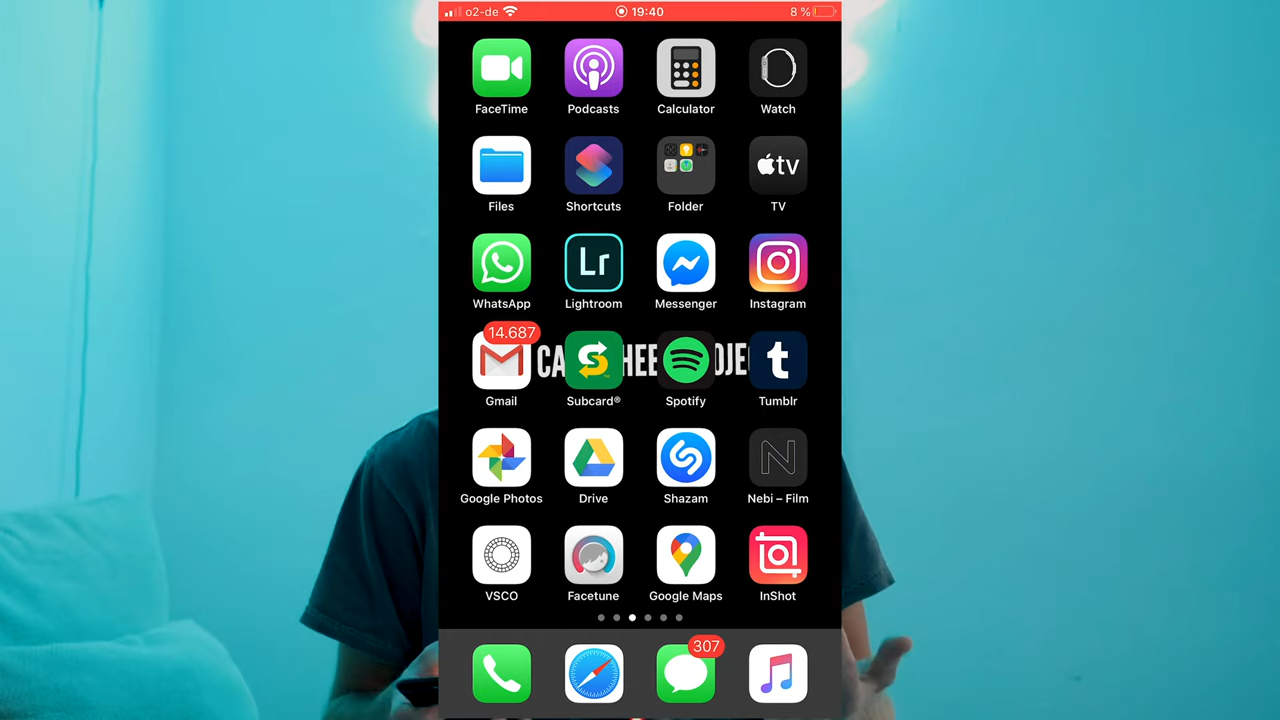 o2-de 19:40 8 %
FaceTime Podcasts Calculator Watch
tv
Files Shortcuts Folder TV
Lr
WhatsApp Lightroom Messenger Instagram
14.687
Gmail Subcard® Spotify Tumblr
Google Photos Drive Shazam Nebi – Film
VSCO Facetune Google Maps InShot
307